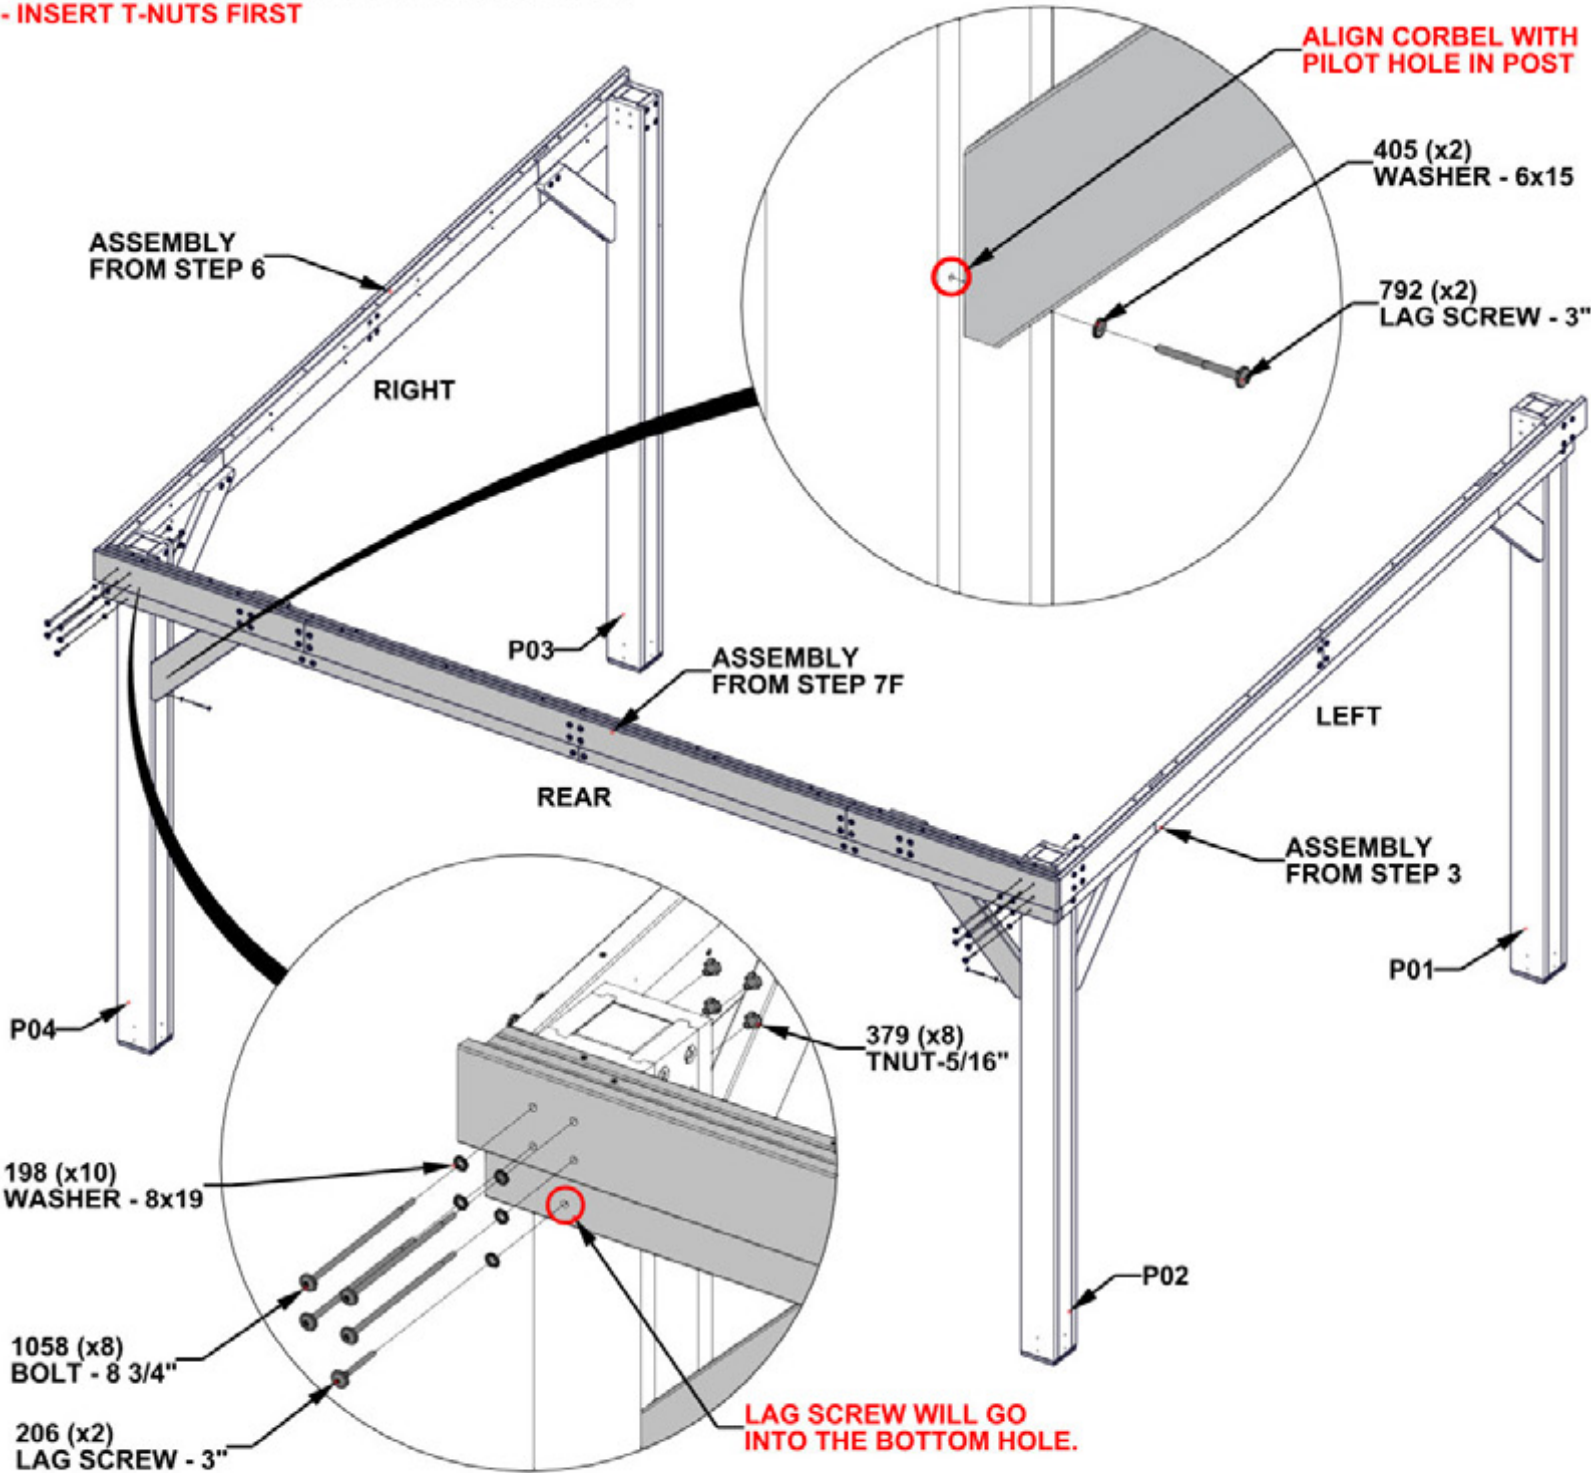 - INSERT T-NUTS FIRST
ALIGN CORBEL WITH
PILOT HOLE IN POST
405 (x2)
WASHER - 6x15
792 (x2)
LAG SCREW - 3"
ASSEMBLY
FROM STEP 6
RIGHT
P03
ASSEMBLY
FROM STEP 7F
LEFT
REAR
ASSEMBLY
FROM STEP 3
P01
P04
379 (x8)
TNUT-5/16"
198 (x10)
WASHER - 8x19
P02
1058 (x8)
BOLT - 8 3/4"
206 (x2)
LAG SCREW - 3"
LAG SCREW WILL GO
INTO THE BOTTOM HOLE.